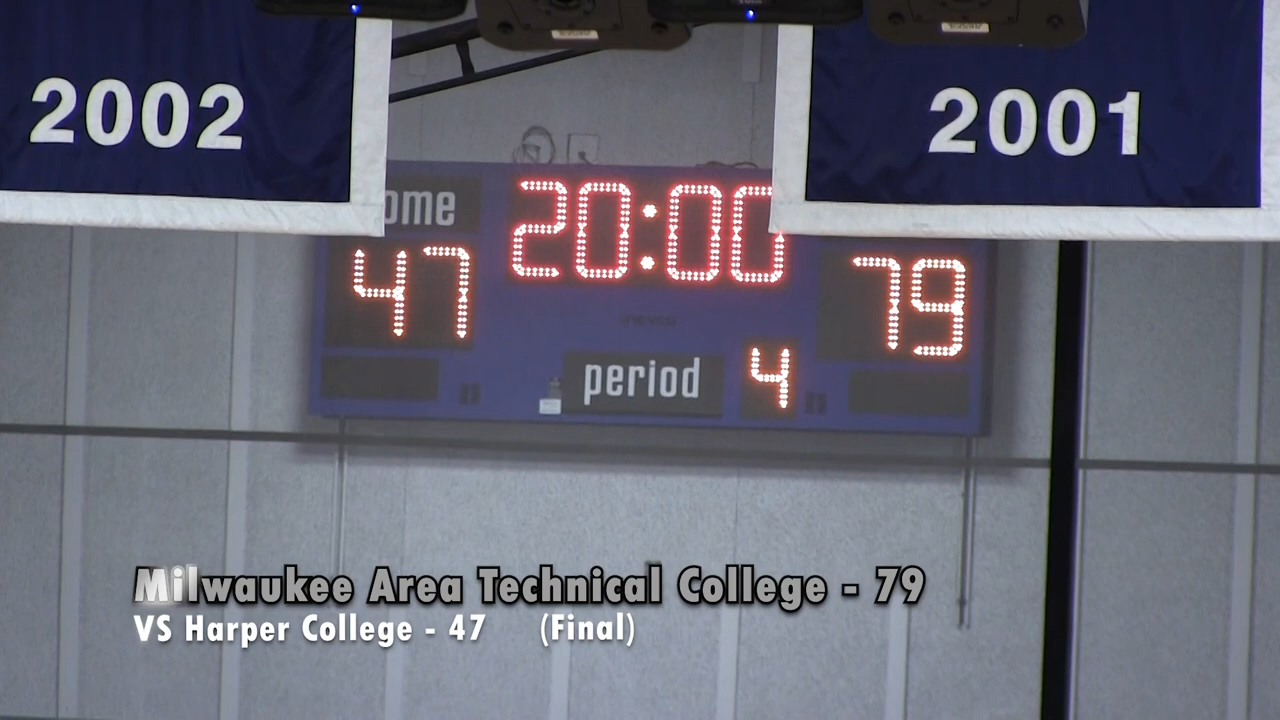 2002
2001
ome
20:00
47
79
period
4
Milwaukee Area Technical College - 79
VS Harper College - 47 (Final)